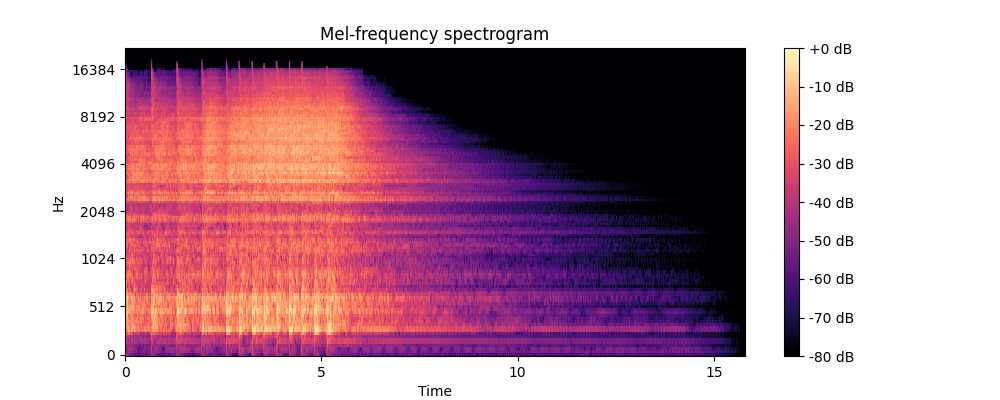 Mel-frequency spectrogram
Hz
16384
8192
4096
2048
1024
512
0
0 5 10 15
Time
+0 dB
-10 dB
-20 dB
-30 dB
-40 dB
-50 dB
-60 dB
-70 dB
-80 dB